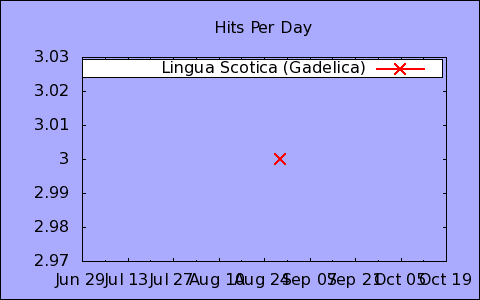 Hits Per Day
3.03
Lingua Scotica (Gadelica)
3.02
3.01
3
2.99
2.98
2.97
Jun 29 Jul 13 Jul 27 Aug 10 Aug 24 Sep 07 Sep 21 Oct 05 Oct 19